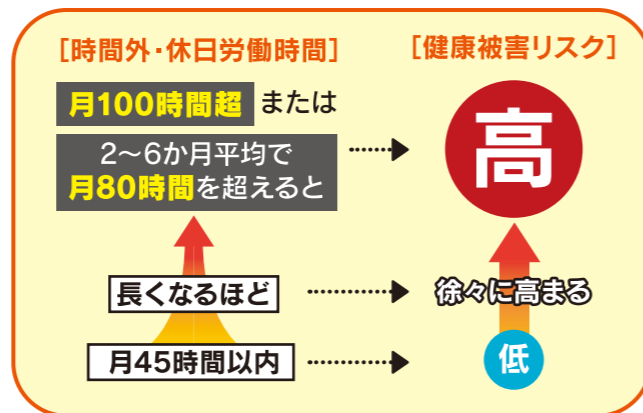 ［時間外・休日労働時間］
［健康被害リスク］
月100時間超 または
2〜6か月平均で
月80時間を超えると
高
長くなるほど
徐々に高まる
月45時間以内
低